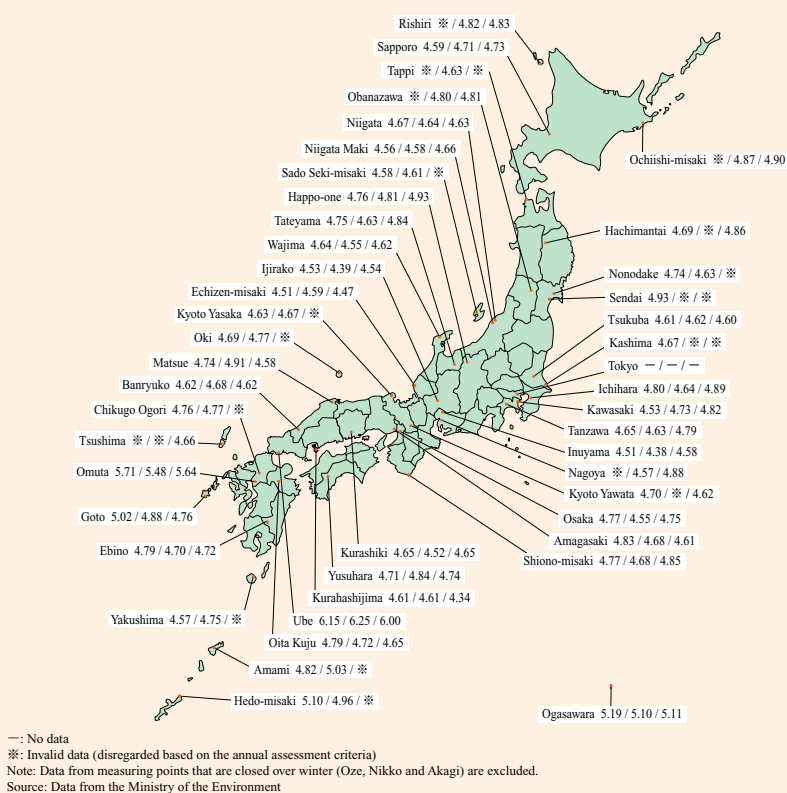 Rishiri ※ / 4.82 / 4.83
Sapporo 4.59 / 4.71 / 4.73
Tappi ※ / 4.63 / ※
Obanazawa ※ / 4.80 / 4.81
Niigata 4.67 / 4.64 / 4.63
Niigata Maki 4.56 / 4.58 / 4.66
Sado Seki-misaki 4.58 / 4.61 / ※
Happo-one 4.76 / 4.81 / 4.93
Tateyama 4.75 / 4.63 / 4.84
Wajima 4.64 / 4.55 / 4.62
Ijirako 4.53 / 4.39 / 4.54
Echizen-misaki 4.51 / 4.59 / 4.47
Kyoto Yasaka 4.63 / 4.67 / ※
Oki 4.69 / 4.77 / ※
Matsue 4.74 / 4.91 / 4.58
Banryuko 4.62 / 4.68 / 4.62
Chikugo Ogori 4.76 / 4.77 / ※
Tsushima ※ / ※ / 4.66
Omuta 5.71 / 5.48 / 5.64
Goto 5.02 / 4.88 / 4.76
Ebino 4.79 / 4.70 / 4.72
Yakushima 4.57 / 4.75 / ※
Ochiishi-misaki ※ / 4.87 / 4.90
Hachimantai 4.69 / ※ / 4.86
Nonodake 4.74 / 4.63 / ※
Sendai 4.93 / ※ / ※
Tsukuba 4.61 / 4.62 / 4.60
Kashima 4.67 / ※ / ※
Tokyo — / — / —
Ichihara 4.80 / 4.64 / 4.89
Kawasaki 4.53 / 4.73 / 4.82
Tanzawa 4.65 / 4.63 / 4.79
Inuyama 4.51 / 4.38 / 4.58
Nagoya ※ / 4.57 / 4.88
Kyoto Yawata 4.70 / ※ / 4.62
Osaka 4.77 / 4.55 / 4.75
Amagasaki 4.83 / 4.68 / 4.61
Shiono-misaki 4.77 / 4.68 / 4.85
Kurashiki 4.65 / 4.52 / 4.65
Yusuhara 4.71 / 4.84 / 4.74
Kurahashijima 4.61 / 4.61 / 4.34
Ube 6.15 / 6.25 / 6.00
Oita Kuju 4.79 / 4.72 / 4.65
Amami 4.82 / 5.03 / ※
Hedo-misaki 5.10 / 4.96 / ※
Ogasawara 5.19 / 5.10 / 5.11
—: No data
※: Invalid data (disregarded based on the annual assessment criteria)
Note: Data from measuring points that are closed over winter (Oze, Nikko and Akagi) are excluded.
Source: Data from the Ministry of the Environment